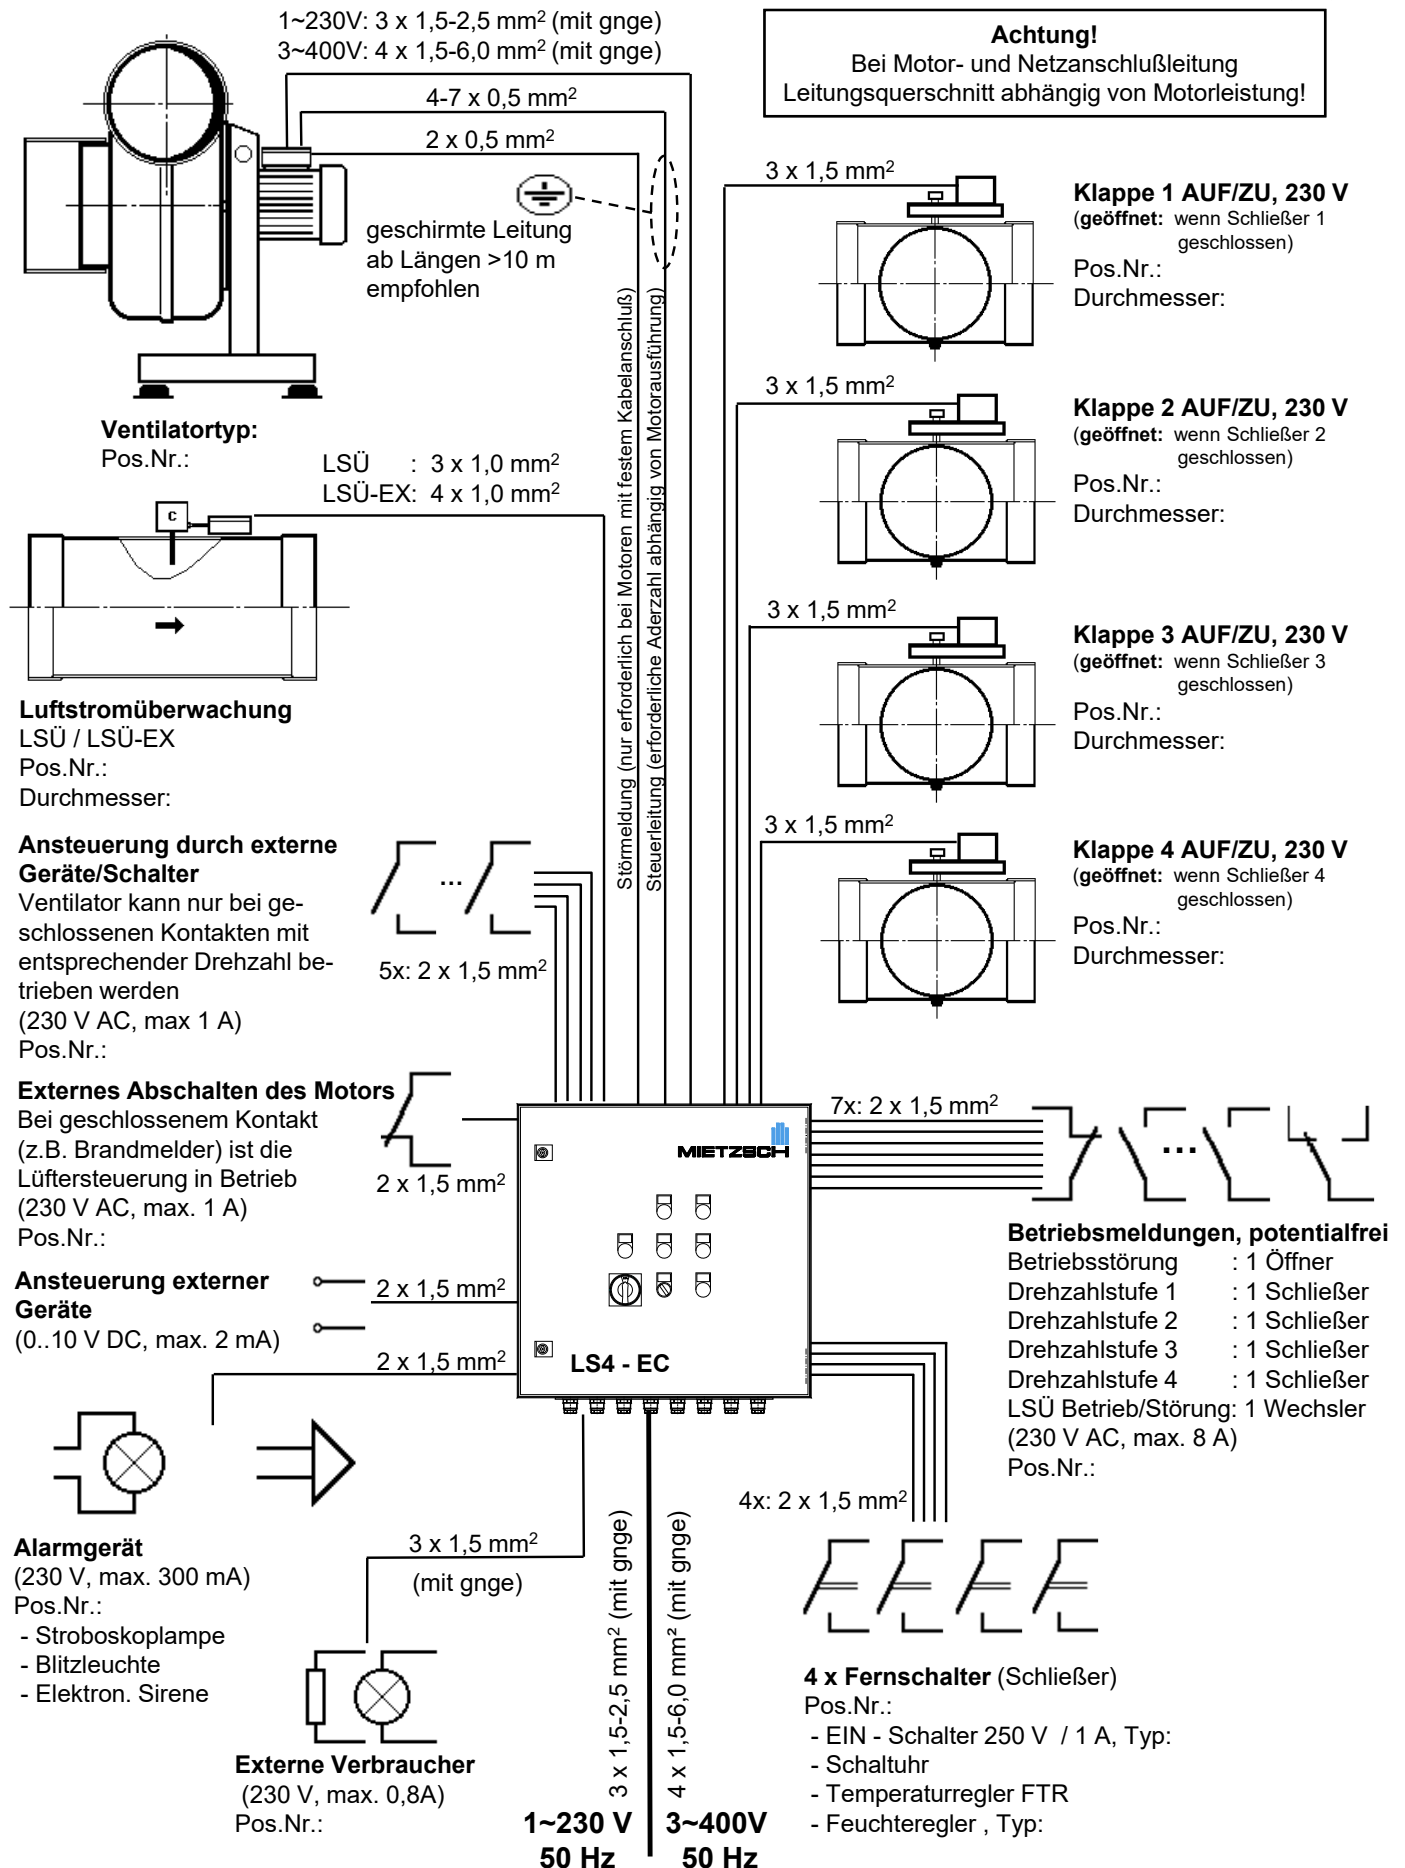 1~230V: 3 x 1,5-2,5 mm² (mit gnge)
3~400V: 4 x 1,5-6,0 mm² (mit gnge)
4-7 x 0,5 mm²
2 x 0,5 mm²
geschirmte Leitung
ab Längen >10 m
empfohlen
Achtung!
Bei Motor- und Netzanschlußleitung
Leitungsquerschnitt abhängig von Motorleistung!
Ventilatortyp:
Pos.Nr.:
LSÜ : 3 x 1,0 mm²
LSÜ-EX: 4 x 1,0 mm²
C
Luftstromüberwachung
LSÜ / LSÜ-EX
Pos.Nr.:
Durchmesser:
Störmeldung (nur erforderlich bei Motoren mit festem Kabelanschluß)
Steuerleitung (erforderliche Aderzahl abhängig von Motorausführung)
3 x 1,5 mm²
Klappe 1 AUF/ZU, 230 V
(geöffnet: wenn Schließer 1
geschlossen)
Pos.Nr.:
Durchmesser:
3 x 1,5 mm²
Klappe 2 AUF/ZU, 230 V
(geöffnet: wenn Schließer 2
geschlossen)
Pos.Nr.:
Durchmesser:
3 x 1,5 mm²
Klappe 3 AUF/ZU, 230 V
(geöffnet: wenn Schließer 3
geschlossen)
Pos.Nr.:
Durchmesser:
3 x 1,5 mm²
Klappe 4 AUF/ZU, 230 V
(geöffnet: wenn Schließer 4
geschlossen)
Pos.Nr.:
Durchmesser:
Ansteuerung durch externe
Geräte/Schalter
Ventilator kann nur bei ge-
schlossenen Kontakten mit
entsprechender Drehzahl be-
trieben werden
(230 V AC, max 1 A)
Pos.Nr.:
...
5x: 2 x 1,5 mm²
Externes Abschalten des Motors
Bei geschlossenem Kontakt
(z.B. Brandmelder) ist die
Lüftersteuerung in Betrieb
(230 V AC, max. 1 A)
Pos.Nr.:
2 x 1,5 mm²
Ansteuerung externer
Geräte
(0..10 V DC, max. 2 mA)
2 x 1,5 mm²
2 x 1,5 mm²
MIETZSCH
LS4 - EC
7x: 2 x 1,5 mm²
...
Betriebsmeldungen, potentialfrei
Betriebsstörung : 1 Öffner
Drehzahlstufe 1 : 1 Schließer
Drehzahlstufe 2 : 1 Schließer
Drehzahlstufe 3 : 1 Schließer
Drehzahlstufe 4 : 1 Schließer
LSÜ Betrieb/Störung: 1 Wechsler
(230 V AC, max. 8 A)
Pos.Nr.:
Alarmgerät
(230 V, max. 300 mA)
Pos.Nr.:
- Stroboskoplampe
- Blitzleuchte
- Elektron. Sirene
3 x 1,5 mm²
(mit gnge)
Externe Verbraucher
(230 V, max. 0,8A)
Pos.Nr.:
3 x 1,5-2,5 mm² (mit gnge)
4 x 1,5-6,0 mm² (mit gnge)
1~230 V
50 Hz
3~400V
50 Hz
4x: 2 x 1,5 mm²
4 x Fernschalter (Schließer)
Pos.Nr.:
- EIN - Schalter 250 V / 1 A, Typ:
- Schaltuhr
- Temperaturregler FTR
- Feuchteregler , Typ: